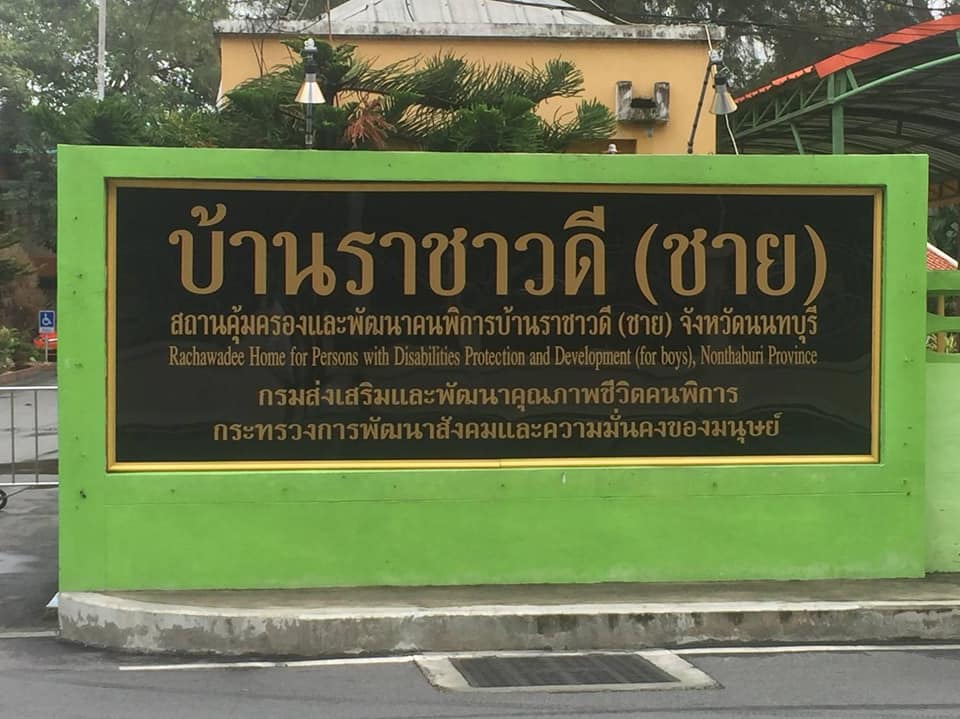 บ้านราชาวดี (ชาย)
สถานคุ้มครองและพัฒนาคนพิการบ้านราชาวดี (ชาย) จังหวัดนนทบุรี
Rachawadee Home for Persons with Disabilities Protection and Development (for boys), Nonthaburi Province
กรมส่งเสริมและพัฒนาคุณภาพชีวิตคนพิการ
กระทรวงการพัฒนาสังคมและความมั่นคงของมนุษย์